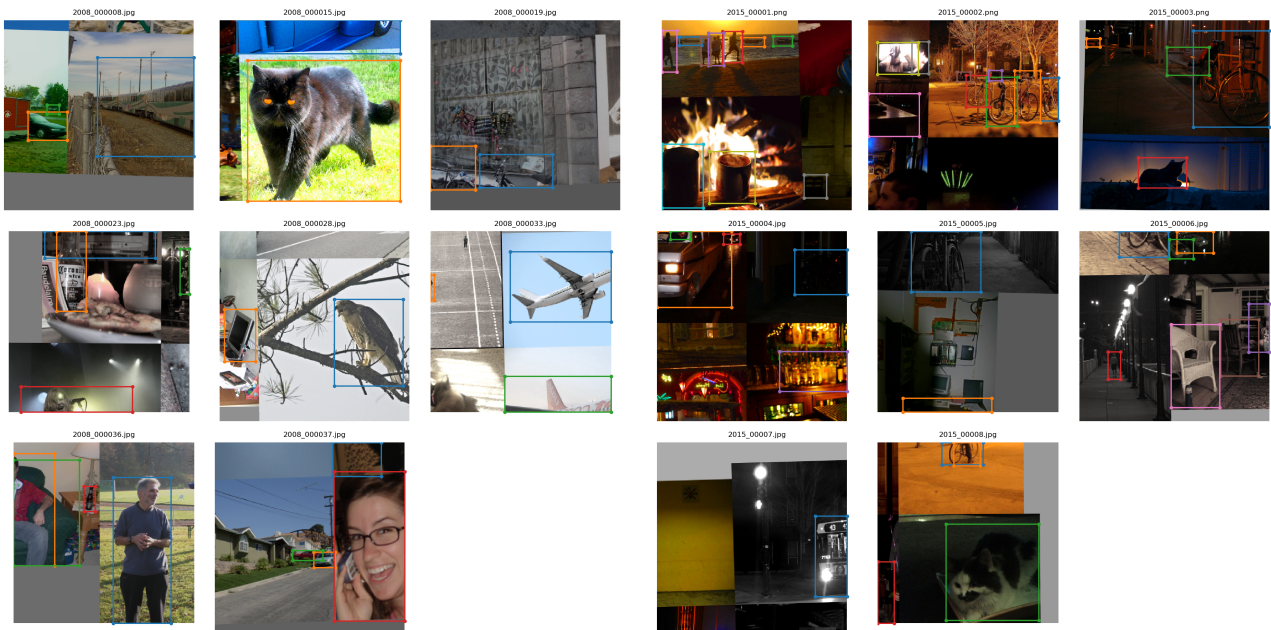 2008_000008.jpg
2008_000015.jpg
2008_000019.jpg
2015_00001.png
2015_00002.png
2015_00003.png
2008_000023.jpg
2008_000028.jpg
2008_000033.jpg
2015_00004.jpg
2015_00005.jpg
2015_00006.jpg
2008_000036.jpg
2008_000037.jpg
2015_00007.jpg
2015_00008.jpg